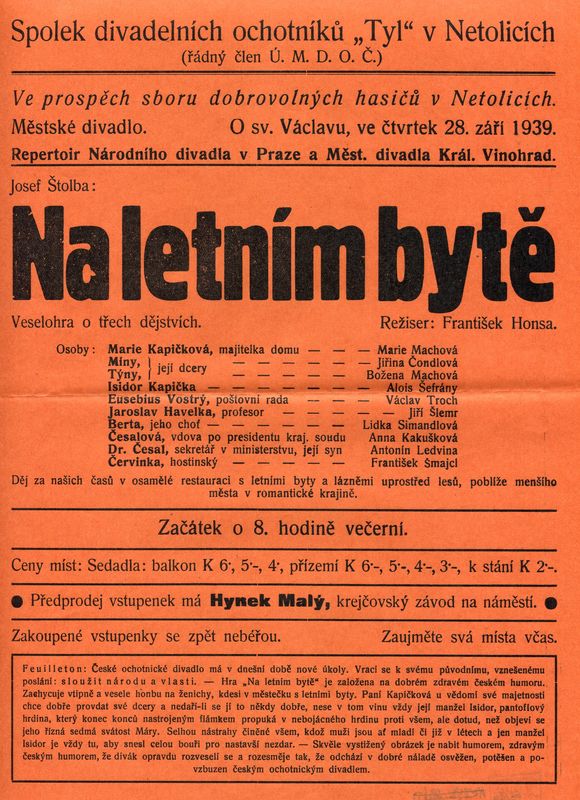 Spolek divadelních ochotníků „Tyl“ v Netolicích
(řádný člen Ú. M. D. O. Č.)
Ve prospěch sboru dobrovolných hasičů v Netolicích.
Městské divadlo. O sv. Václavu, ve čtvrtek 28. září 1939.
Repertoir Národního divadla v Praze a Měst. divadla Král. Vinohrad.
Josef Štolba:
Na letním bytě
Veselohra o třech dějstvích. Režiser: František Honsa.
Osoby: Marie Kapičková, majitelka domu — — — Marie Machová
Miny, } její dcery — — — — — Jiřina Čondlová
Týny, } — — — — — Božena Machová
Isidor Kapička — — — — — — — Alois Šefrány
Eusebius Vostrý, poštovní rada — — — — Václav Troch
Jaroslav Havelka, profesor — — — — — Jiří Šlemr
Berta, jeho choť — — — — — — — Lidka Simandlová
Česalová, vdova po presidentu kraj. soudu Anna Kakušková
Dr. Česal, sekretář v ministerstvu, její syn Antonín Ledvina
Červinka, hostinský — — — — — — František Šmajcl
Děj za našich časů v osamělé restauraci s letními byty a lázněmi uprostřed lesů, poblíže menšího
města v romantické krajině.
Začátek o 8. hodině večerní.
Ceny míst: Sedadla: balkon K 6·, 5·–, 4·, přízemí K 6·–, 5·–, 4·–, 3·–, k stání K 2·–.
● Předprodej vstupenek má Hynek Malý, krejčovský závod na náměstí. ●
Zakoupené vstupenky se zpět neberou. Zaujměte svá místa včas.
Feuilleton: České ochotnické divadlo má v dnešní době nové úkoly. Vrací se k svému původnímu, vznešenému
poslání: sloužit národu a vlasti. — Hra „Na letním bytě“ je založena na dobrém zdravém českém humoru.
Zachycuje vtipně a vesele honbu na ženichy, kdesi v městečku s letními byty. Paní Kapičková u vědomí své majetnosti
chce dobře provdat své dcery a nedaří-li se jí to někdy dobře, nese v tom vinu vždy její manžel Isidor, pantoflový
hrdina, který konec konců nastrojeným flámkem propuká v nebojácného hrdinu proti všem, ale dotud, než objeví se
jeho řízná sedmá svátost Máry. Selhou nástrahy činěné všem, kdož muži jsou ať mladí či již v létech a jen manžel
Isidor je vždy tu, aby snesl celou bouři pro nastavší nezdar. — Skvěle vystižený obrázek je nabit humorem, zdravým
českým humorem, že divák opravdu rozveselí se a rozesměje tak, že odchází v dobré náladě osvěžen, potěšen a po-
vzbuzen českým ochotnickým divadlem.